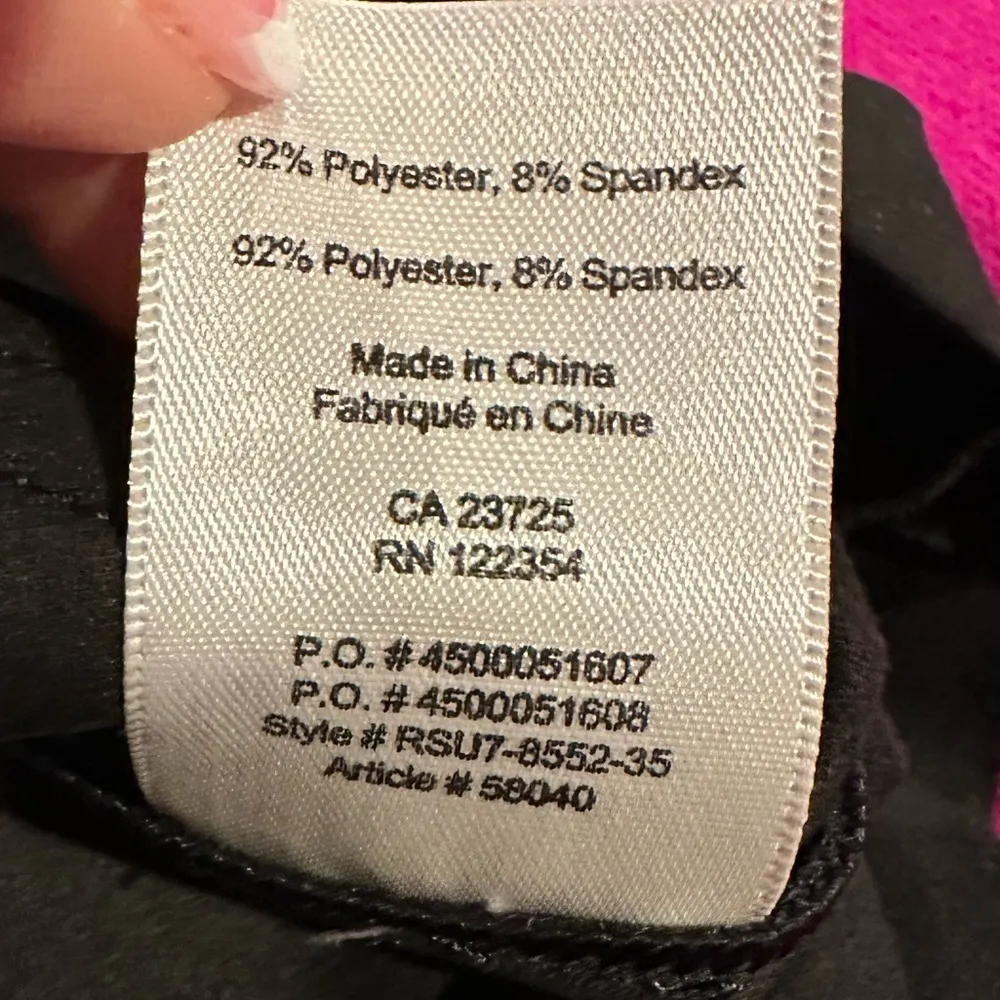 92% Polyester, 8% Spandex
92% Polyester, 8% Spandex
Made in China
Fabriqué en Chine
CA 23725
RN 122354
P.O. # 4500051607
P.O. # 4500051608
Style # RSU7-8552-35
Article # 58040